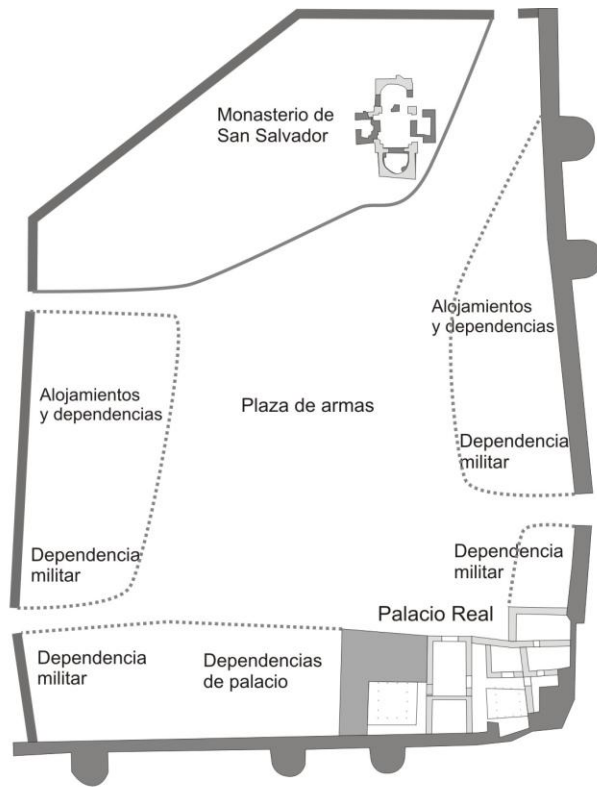 Monasterio de
San Salvador
Alojamientos
y dependencias
Alojamientos
y dependencias
Plaza de armas
Dependencia
militar
Dependencia
militar
Dependencia
militar
Palacio Real
Dependencia
militar
Dependencias
de palacio